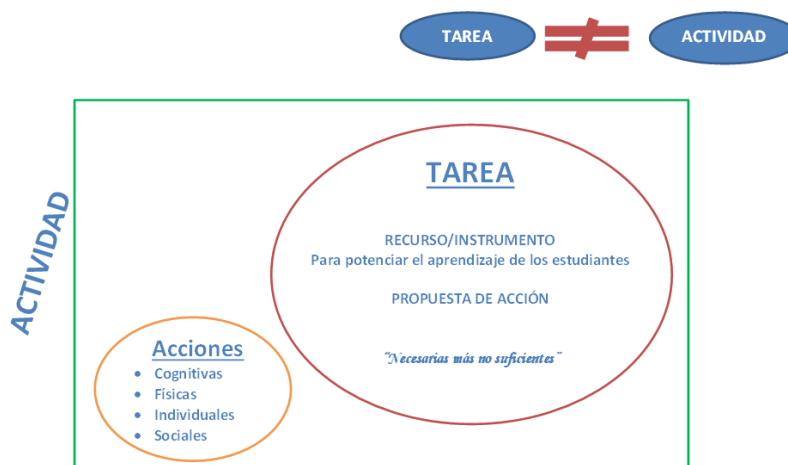 TAREA
ACTIVIDAD
ACTIVIDAD
TAREA
RECURSO/INSTRUMENTO
Para potenciar el aprendizaje de los estudiantes
PROPUESTA DE ACCIÓN
"Necesarias más no suficientes"
Acciones
• Cognitivas
• Físicas
• Individuales
• Sociales